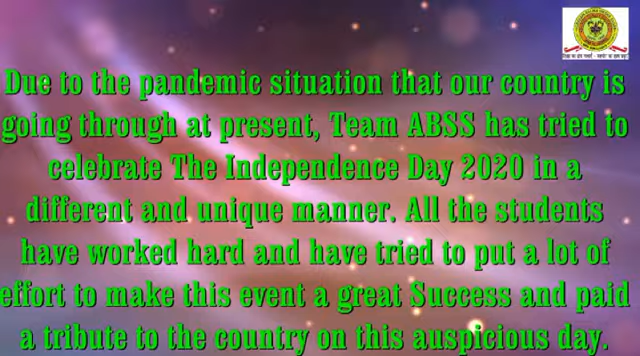 Due to the pandemic situation that our country is
going through at present, Team ABSS has tried to
celebrate The Independence Day 2020 in a
different and unique manner. All the students
have worked hard and have tried to put a lot of
effort to make this event a great Success and paid
a tribute to the country on this auspicious day.